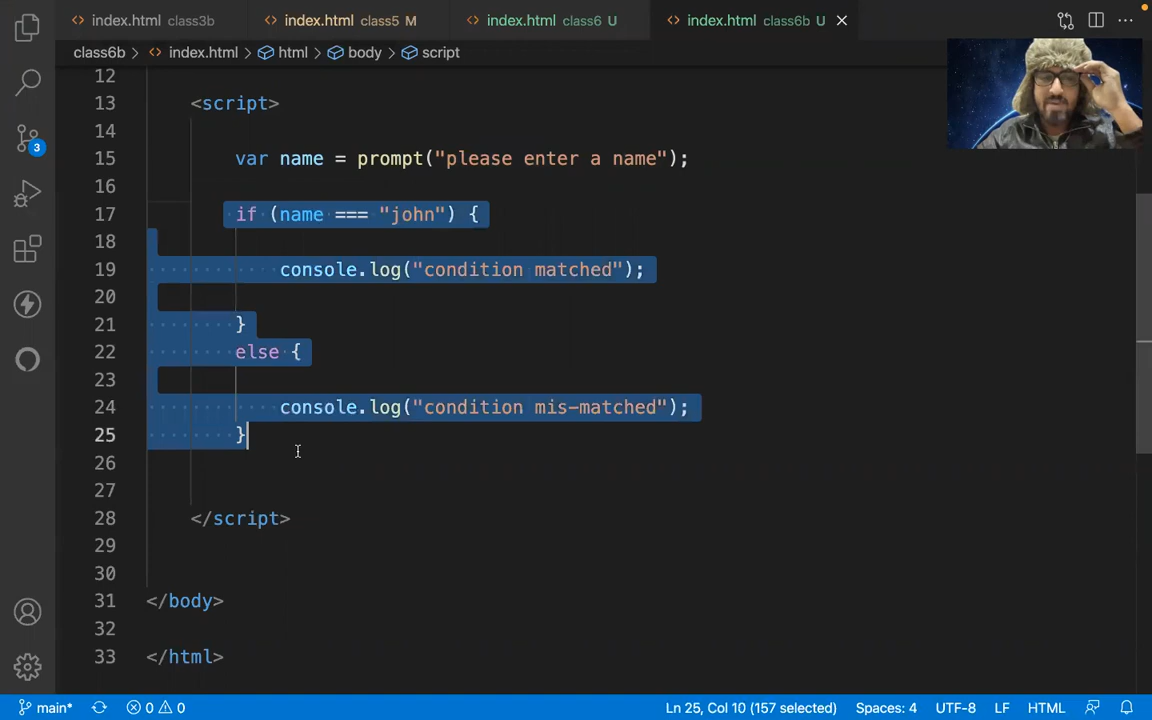 index.html class3b index.html class5 M index.html class6 U index.html class6b U
class6b index.html html body script
12
13 <script>
14
15 var name = prompt("please enter a name");
16
17 if (name === "john") {
18
19 console.log("condition matched");
20
21 }
22 else {
23
24 console.log("condition mis-matched");
25 }
26
27
28 </script>
29
30
31 </body>
32
33 </html>
3
main* 0 0 Ln 25, Col 10 (157 selected) Spaces: 4 UTF-8 LF HTML